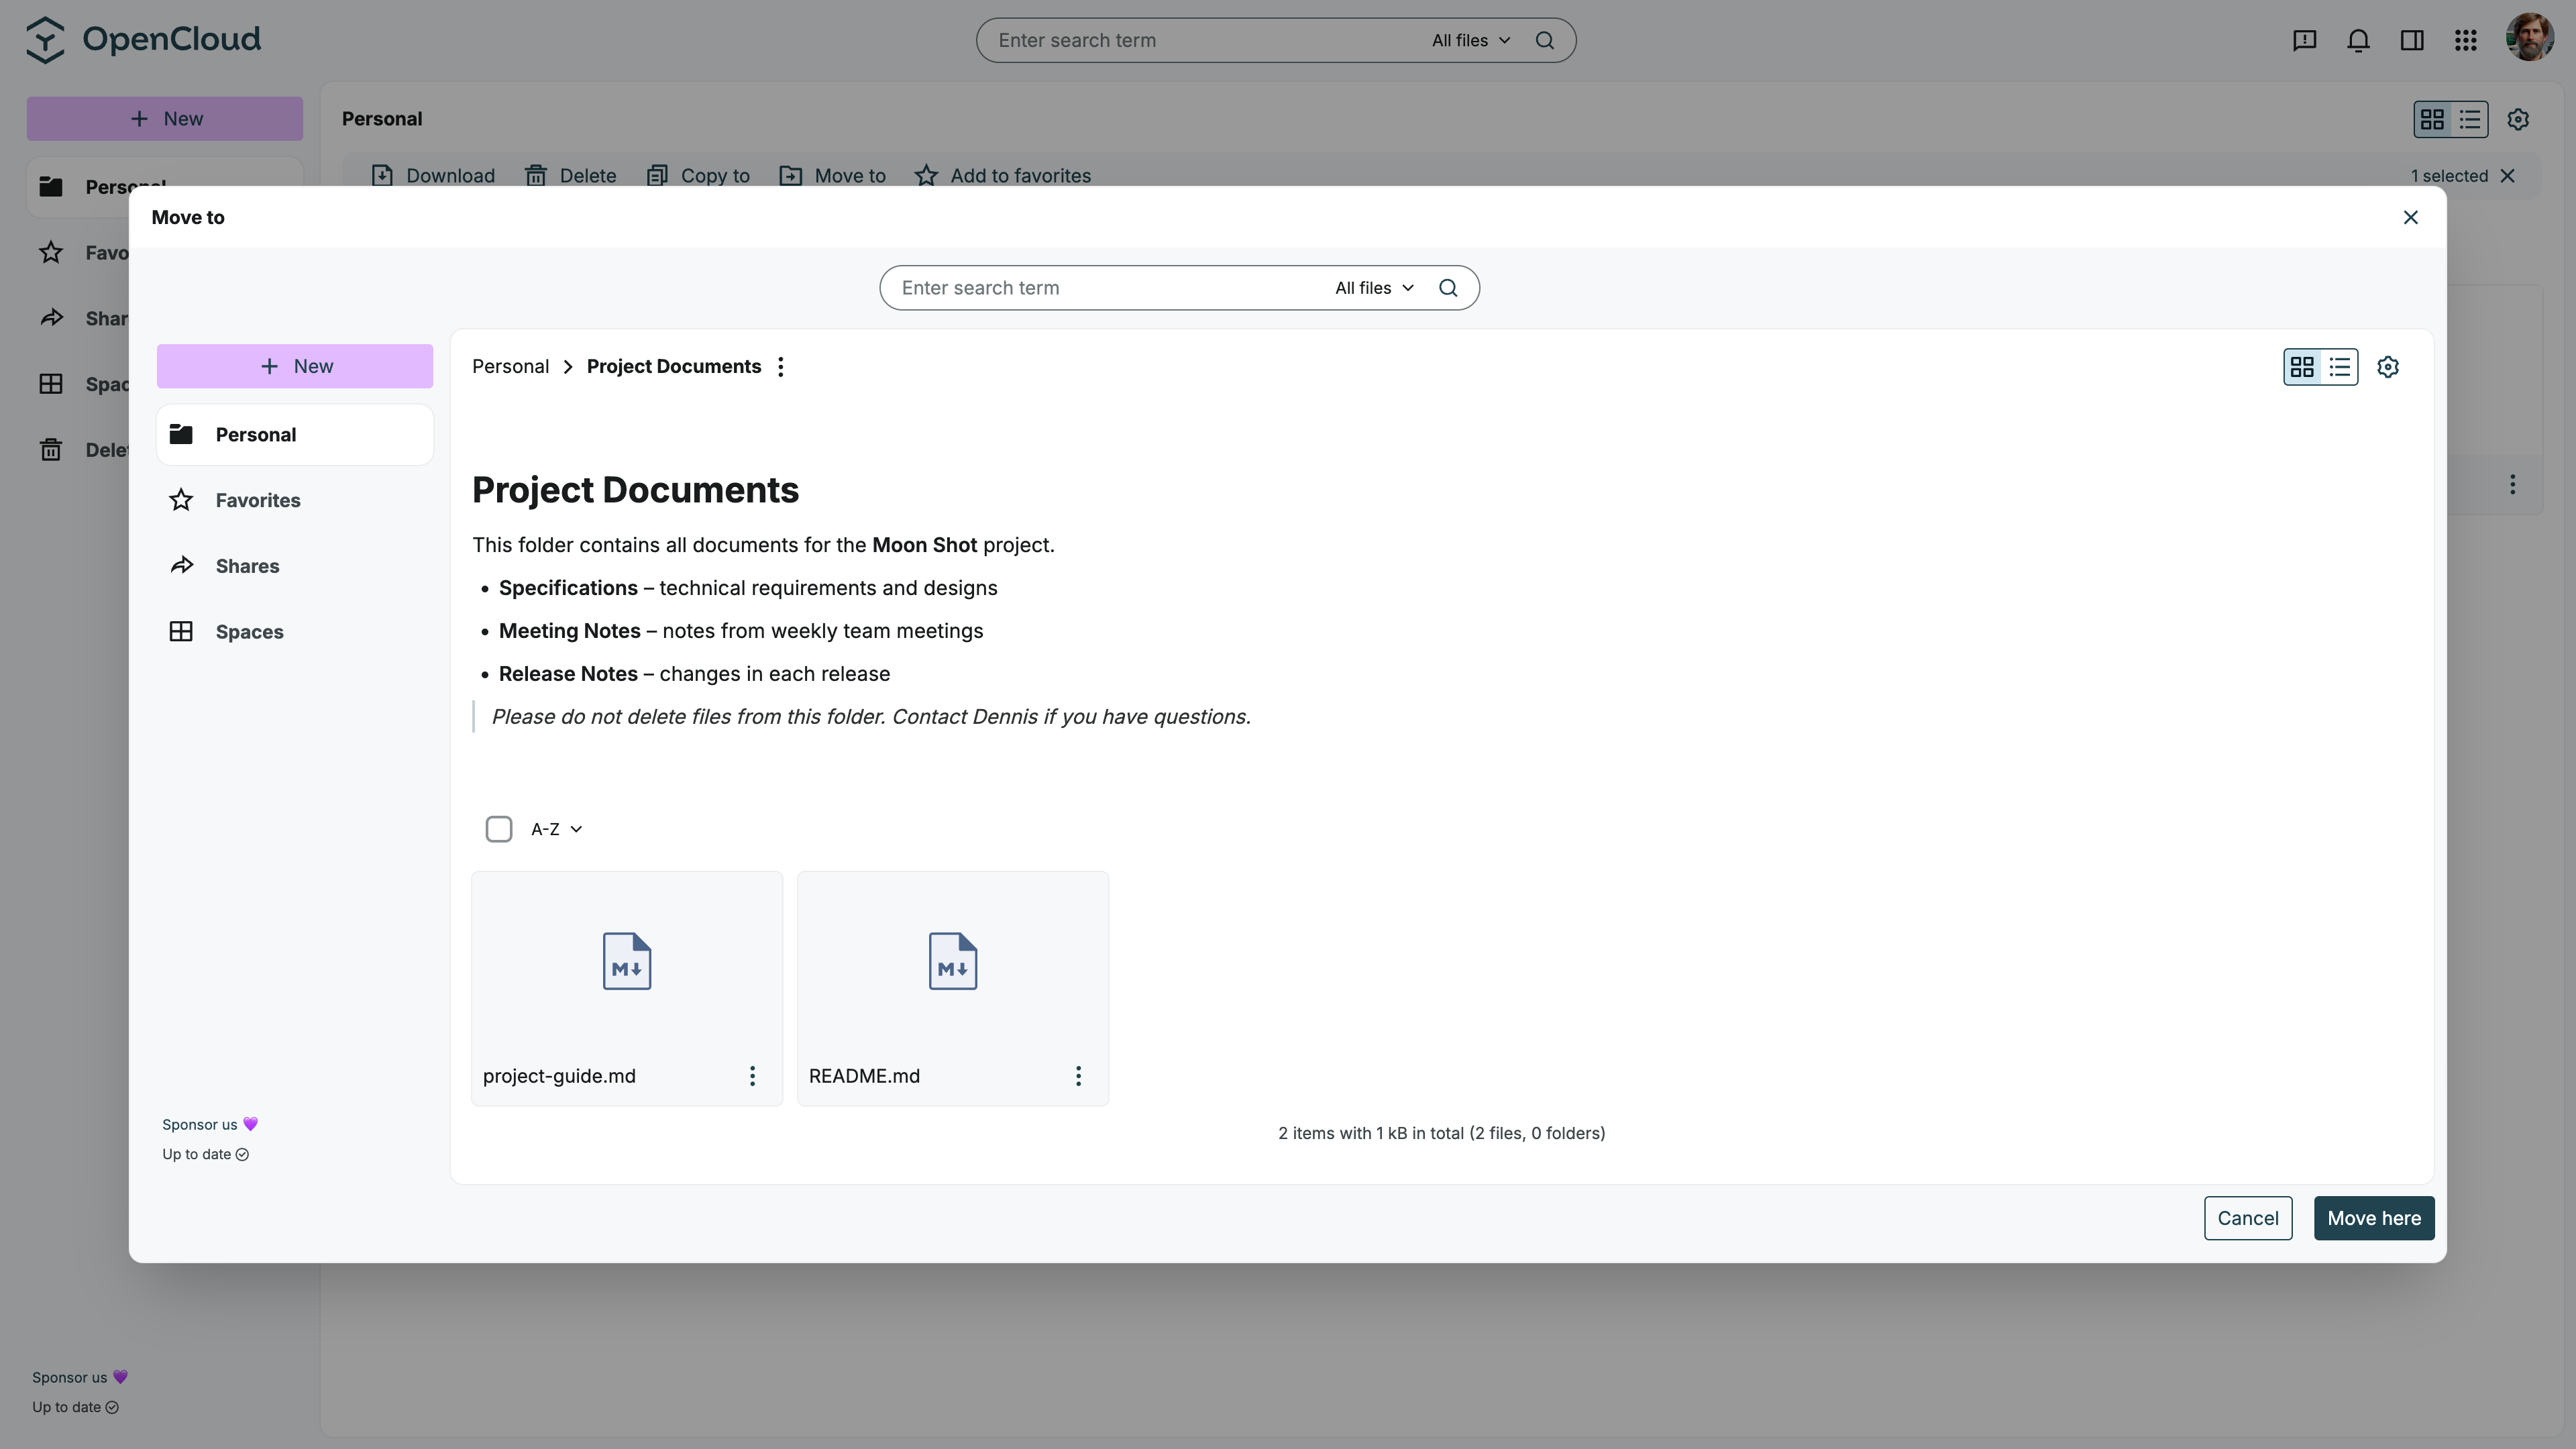 OpenCloud
Enter search term
All files
New
Personal
Download
Delete
Copy to
Move to
Add to favorites
1 selected
Move to
Enter search term
All files
New
Personal
Favorites
Shares
Spaces
Personal
Project Documents
Project Documents
This folder contains all documents for the Moon Shot project.
• Specifications – technical requirements and designs
• Meeting Notes – notes from weekly team meetings
• Release Notes – changes in each release
Please do not delete files from this folder. Contact Dennis if you have questions.
A-Z
M
M
project-guide.md
README.md
2 items with 1 kB in total (2 files, 0 folders)
Sponsor us
Up to date
Cancel
Move here
Sponsor us
Up to date